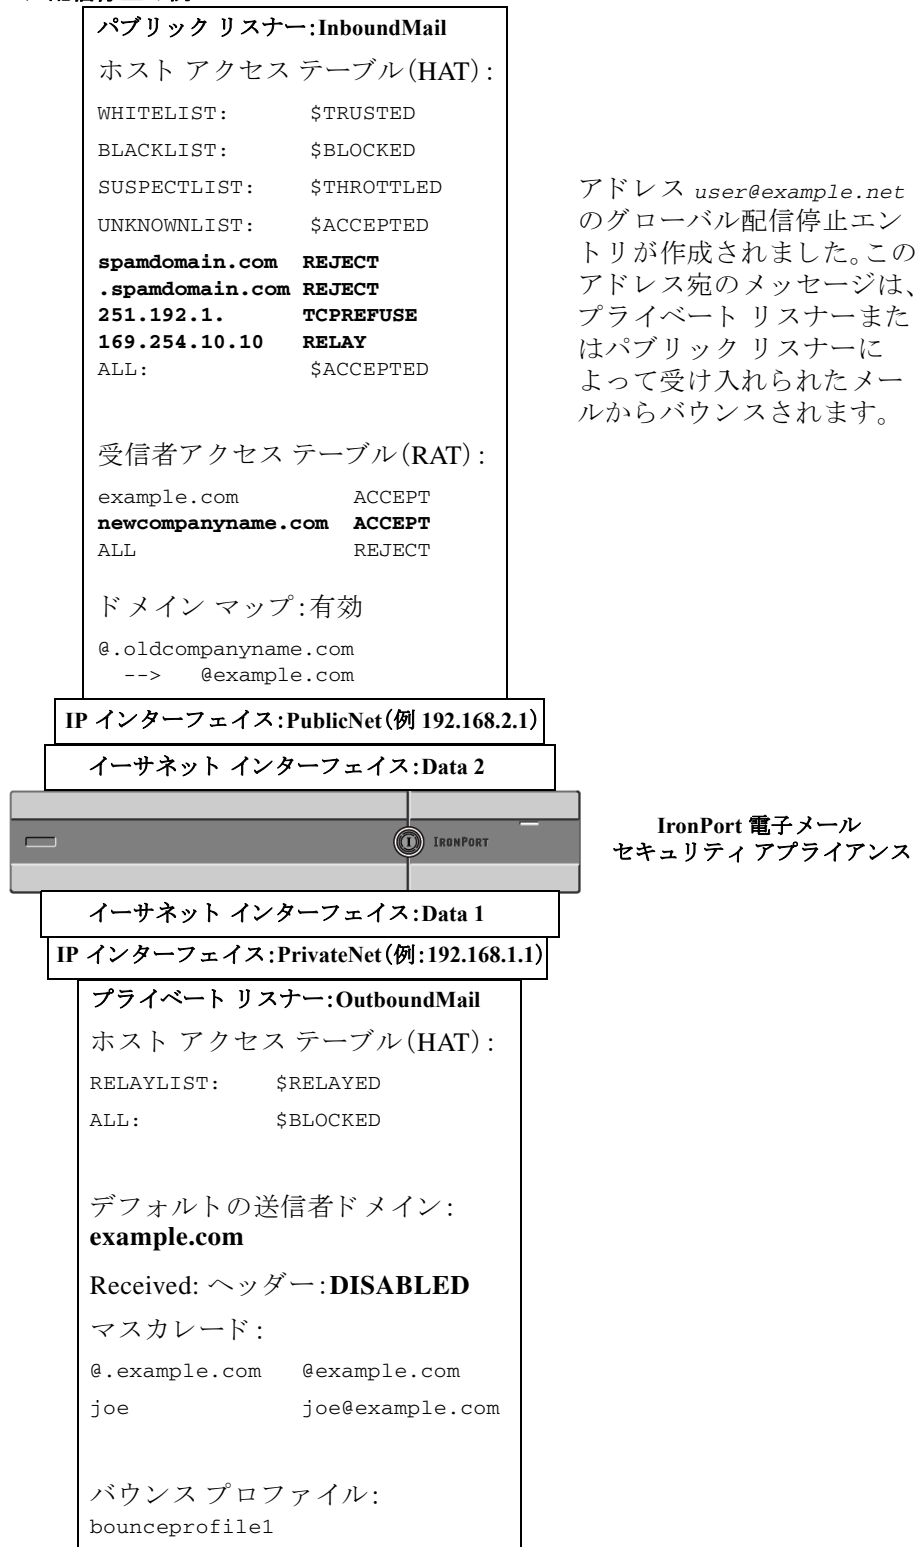 パブリック リスナー：InboundMail
ホスト アクセス テーブル（HAT）：
WHITELIST: $TRUSTED
BLACKLIST: $BLOCKED
SUSPECTLIST: $THROTTLED
UNKNOWNLIST: $ACCEPTED
spamdomain.com REJECT
.spamdomain.com REJECT
251.192.1. TCPREFUSE
169.254.10.10 RELAY
ALL: $ACCEPTED
受信者アクセス テーブル（RAT）：
example.com ACCEPT
newcompanyname.com ACCEPT
ALL REJECT
ドメイン マップ：有効
@.oldcompanyname.com
--> @example.com
アドレス user@example.net
のグローバル配信停止エン
トリが作成されました。この
アドレス宛のメッセージは、
プライベート リスナーまた
はパブリック リスナーに
よって受け入れられたメー
ルからバウンスされます。
IP インターフェイス：PublicNet（例 192.168.2.1）
イーサネット インターフェイス：Data 2
IRONPORT
IronPort 電子メール
セキュリティ アプライアンス
イーサネット インターフェイス：Data 1
IP インターフェイス：PrivateNet（例：192.168.1.1）
プライベート リスナー：OutboundMail
ホスト アクセス テーブル（HAT）：
RELAYLIST: $RELAYED
ALL: $BLOCKED
デフォルトの送信者ドメイン：
example.com
Received: ヘッダー：DISABLED
マスカレード：
@.example.com @example.com
joe joe@example.com
バウンス プロファイル：
bounceprofile1